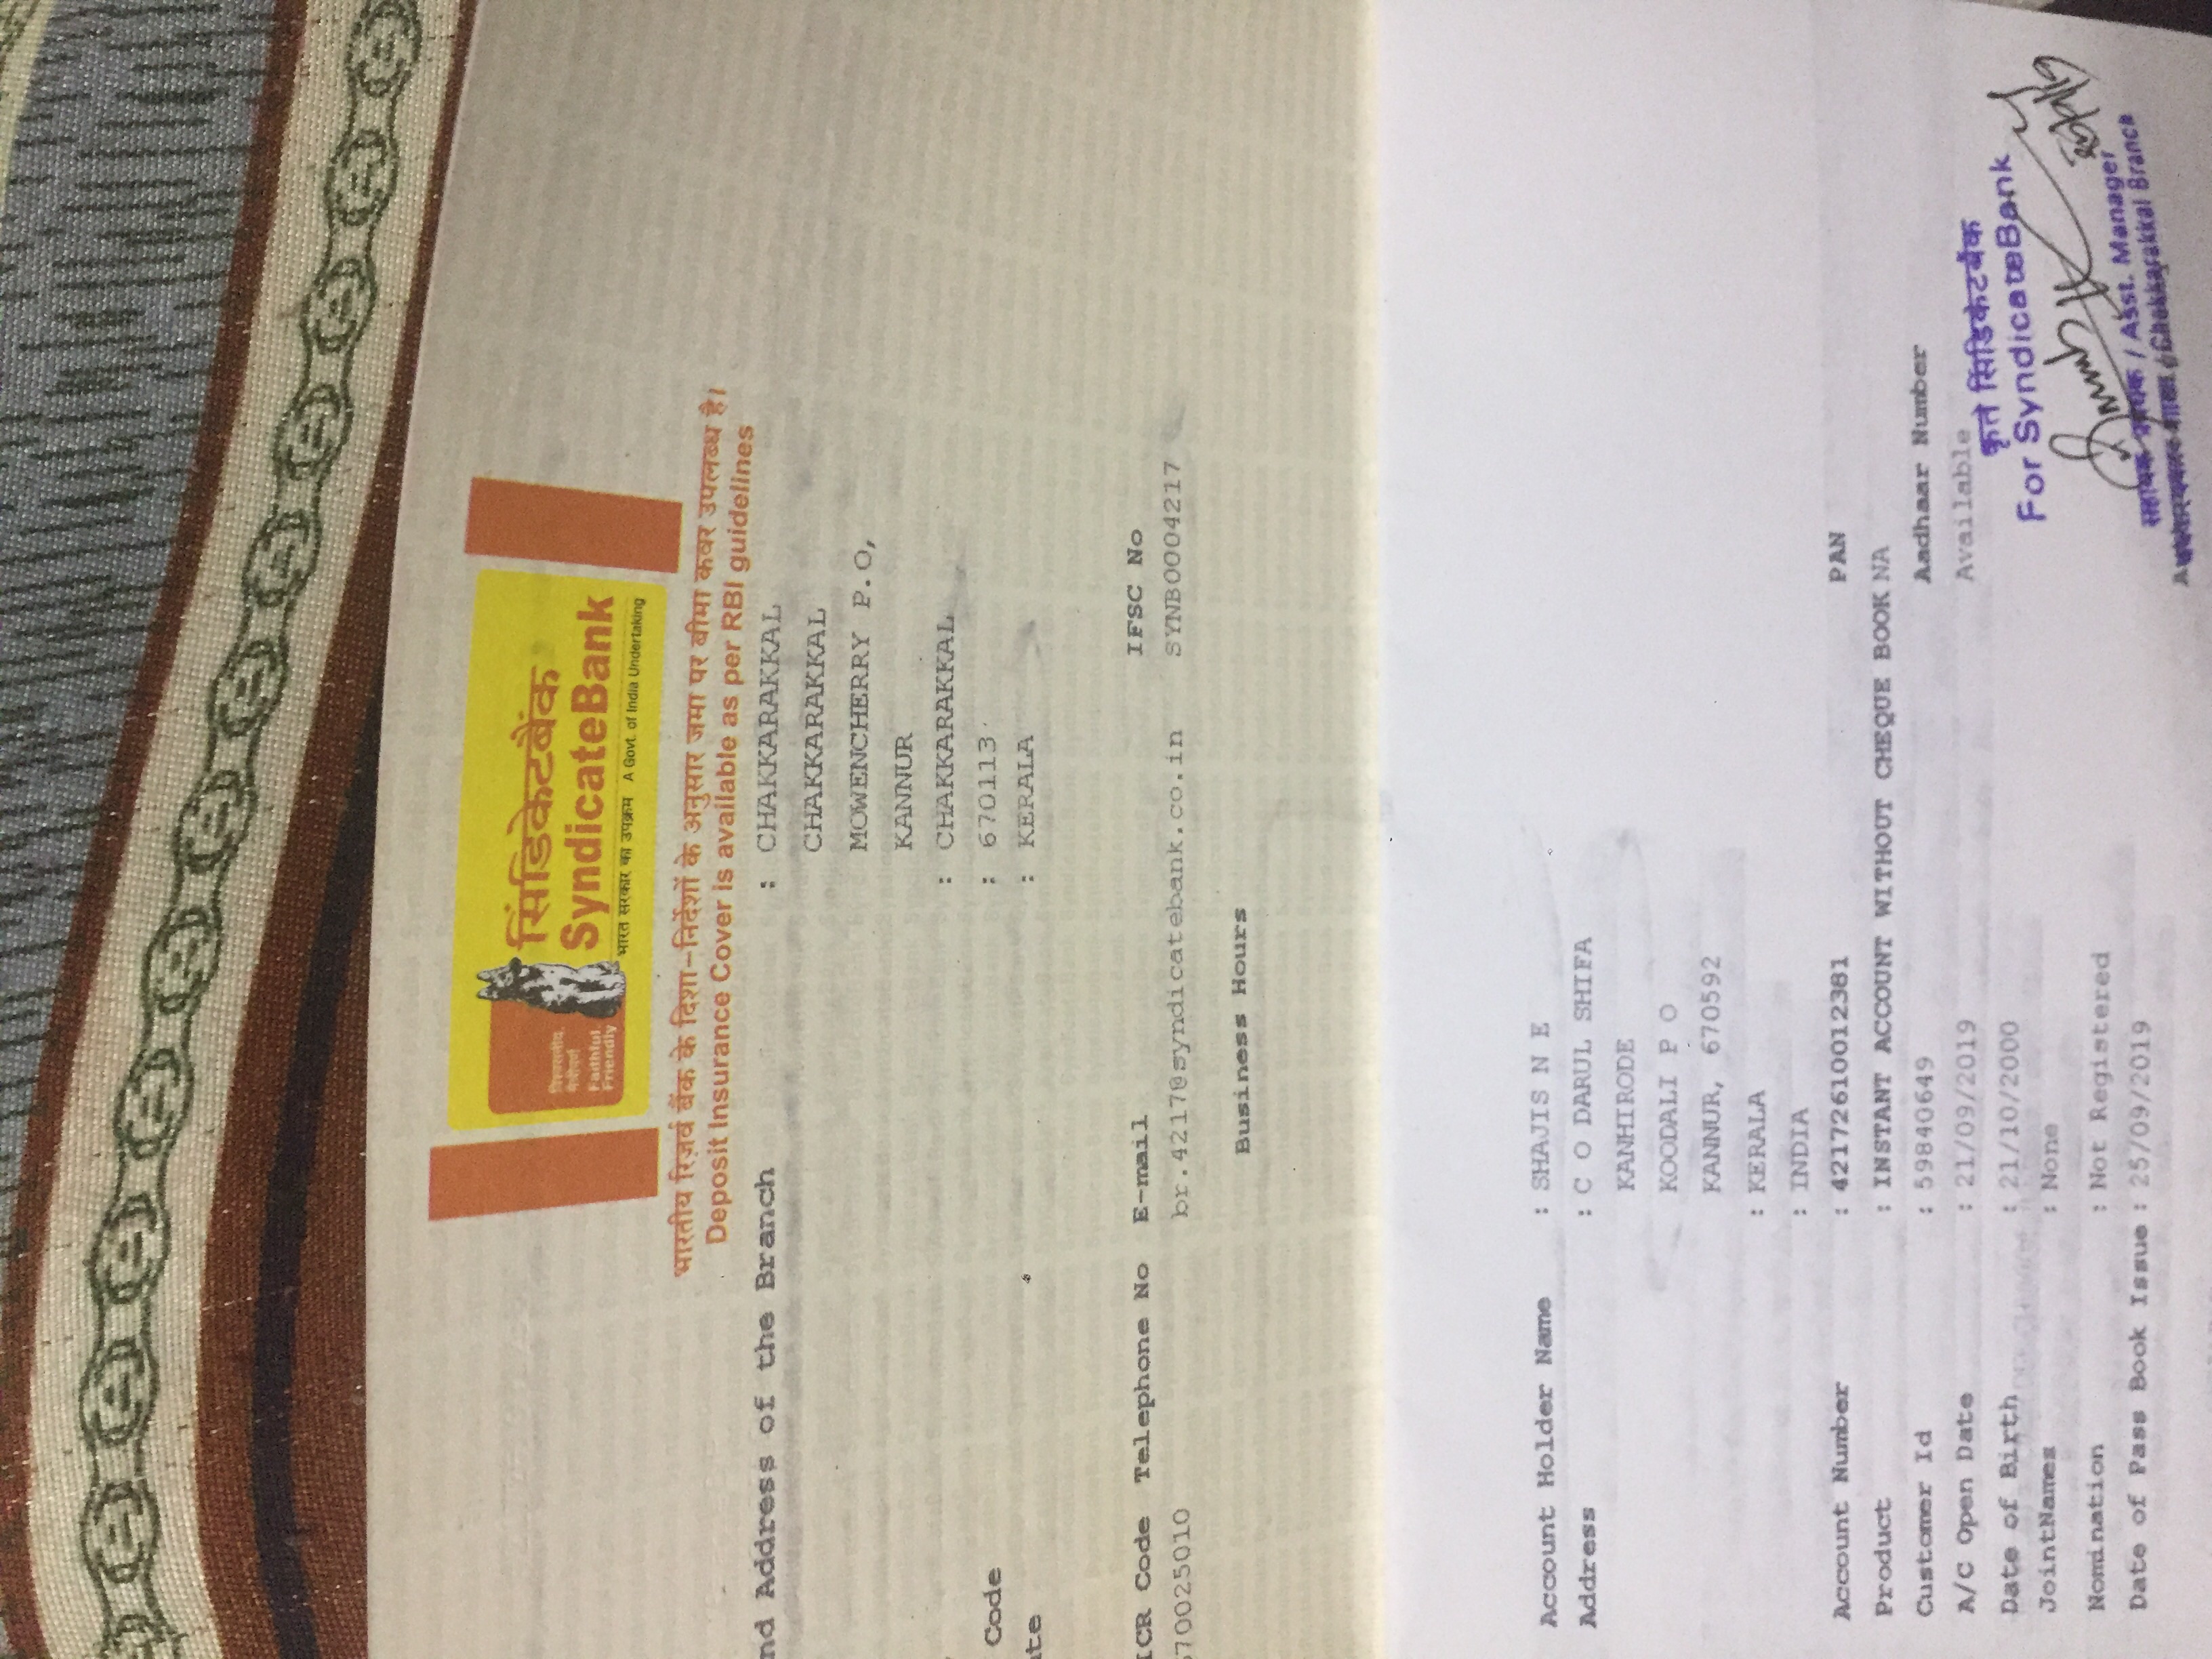 विश्वसनीय,
मैत्रीपूर्ण
Faithful.
Friendly
सिंडिकेटबैंक
SyndicateBank
भारत सरकार का उपक्रम A Govt. of India Undertaking
भारतीय रिज़र्व बैंक के दिशा-निर्देशों के अनुसार जमा पर बीमा कवर उपलब्ध है।
Deposit Insurance Cover is available as per RBI guidelines
nd Address of the Branch : CHAKKARAKKAL
CHAKKARAKKAL
MOWENCHERRY P.O,
KANNUR
: CHAKKARAKKAL
Code : 670113
ate : KERALA
ICR Code Telephone No E-mail IFSC No
670025010 br.4217@syndicatebank.co.in SYNB0004217
Business Hours
Account Holder Name : SHAJIS N E
Address : C O DARUL SHIFA
KANHIRODE
KOODALI P O
KANNUR, 670592
: KERALA
: INDIA
Account Number : 42172610012381 PAN
Product : INSTANT ACCOUNT WITHOUT CHEQUE BOOK NA
Customer Id : 59840649 Aadhaar Number
A/C Open Date : 21/09/2019 Available
Date of Birth : 21/10/2000
JointNames : None
Nomination : Not Registered
Date of Pass Book Issue : 25/09/2019
कृते सिंडिकेटबैंक
For SyndicateBank
25/9/19
सहायक प्रबंधक / Asst. Manager
शाखा / Chakkarakkal Branch